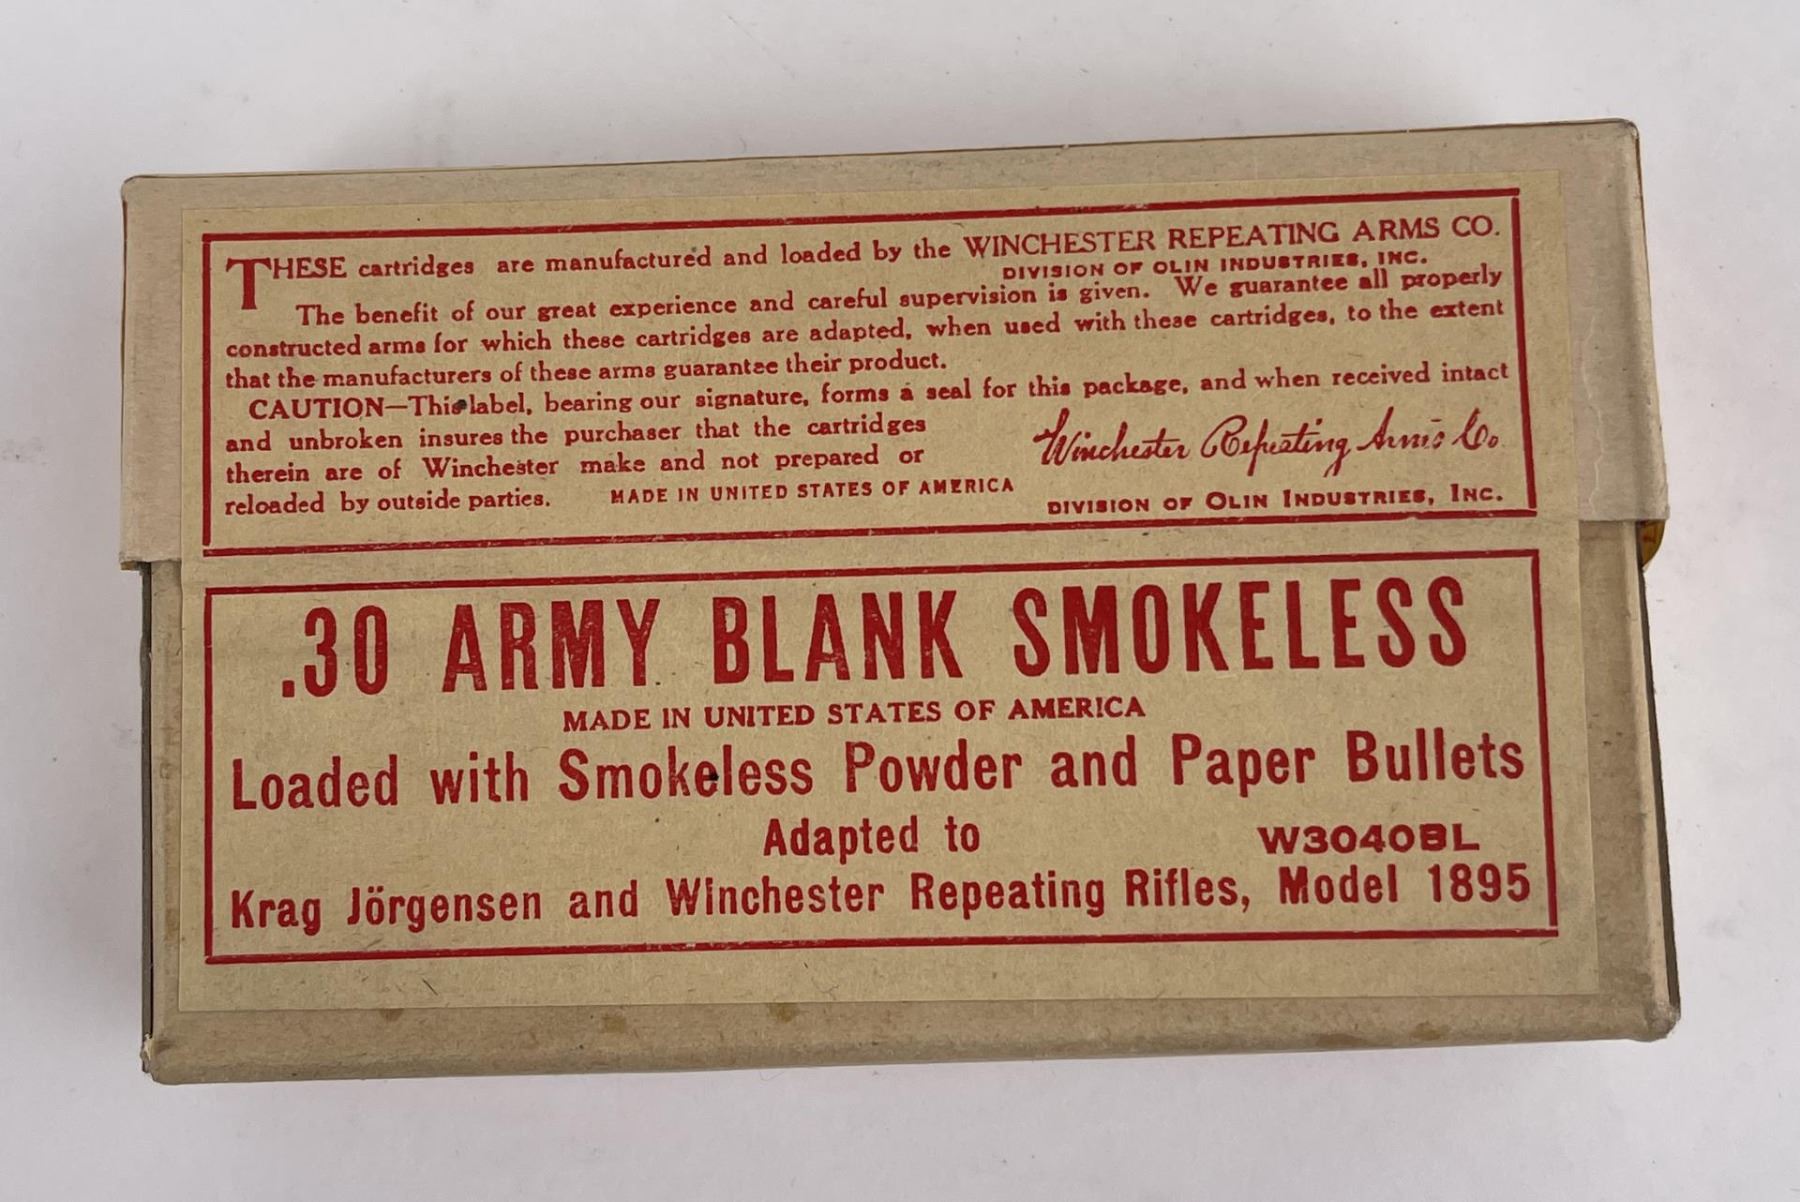 THESE cartridges are manufactured and loaded by the WINCHESTER REPEATING ARMS CO.
DIVISION OF OLIN INDUSTRIES, INC.
The benefit of our great experience and careful supervision is given. We guarantee all properly
constructed arms for which these cartridges are adapted, when used with these cartridges, to the extent
that the manufacturers of these arms guarantee their product.
CAUTION—This label, bearing our signature, forms a seal for this package, and when received intact
and unbroken insures the purchaser that the cartridges
therein are of Winchester make and not prepared or
reloaded by outside parties. MADE IN UNITED STATES OF AMERICA
Winchester Repeating Arms Co.
DIVISION OF OLIN INDUSTRIES, INC.
.30 ARMY BLANK SMOKELESS
MADE IN UNITED STATES OF AMERICA
Loaded with Smokeless Powder and Paper Bullets
Adapted to W3040BL
Krag Jörgensen and Winchester Repeating Rifles, Model 1895